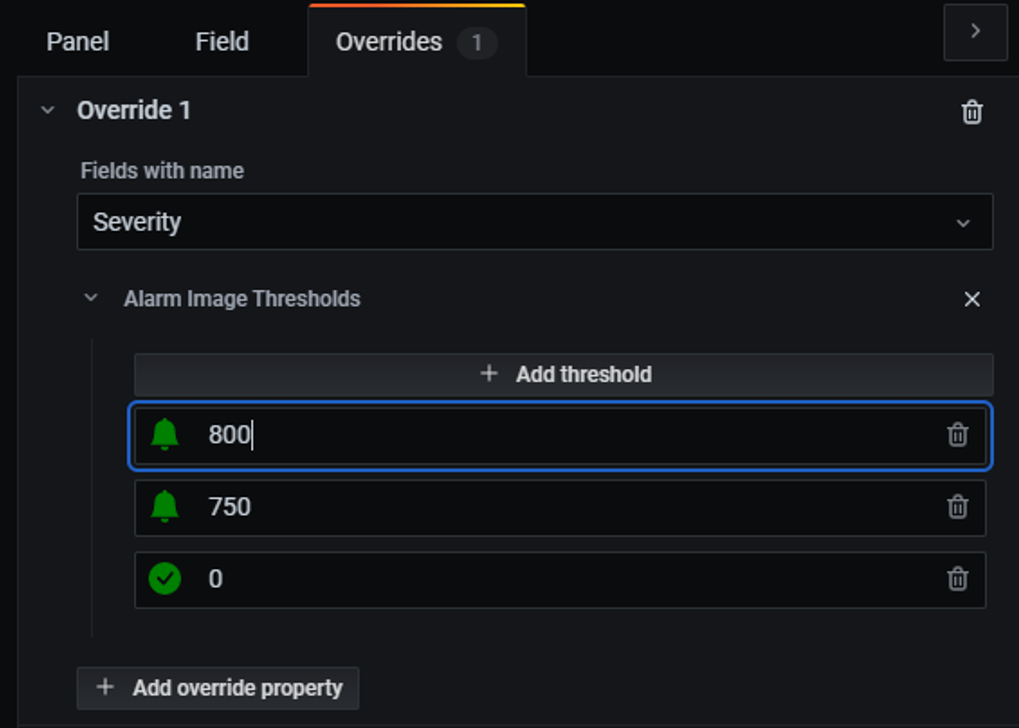 Panel Field Overrides 1
Override 1
Fields with name
Severity
Alarm Image Thresholds
Add threshold
800
750
0
Add override property